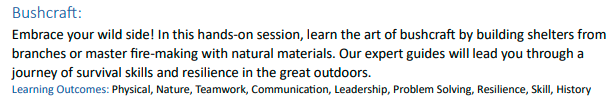 Bushcraft:
Embrace your wild side! In this hands-on session, learn the art of bushcraft by building shelters from
branches or master fire-making with natural materials. Our expert guides will lead you through a
journey of survival skills and resilience in the great outdoors.
Learning Outcomes: Physical, Nature, Teamwork, Communication, Leadership, Problem Solving, Resilience, Skill, History